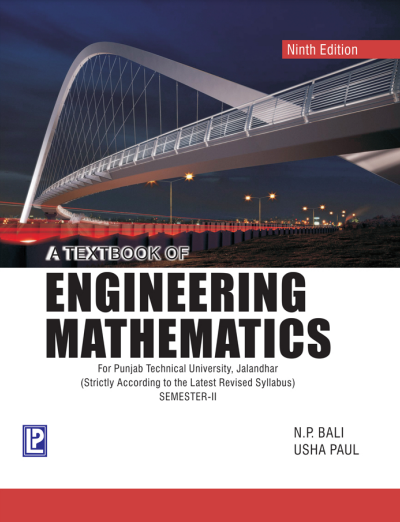 Ninth Edition
A TEXTBOOK OF
ENGINEERING
MATHEMATICS
For Punjab Technical University, Jalandhar
(Strictly According to the Latest Revised Syllabus)
SEMESTER-II
N.P. BALI
USHA PAUL
LP